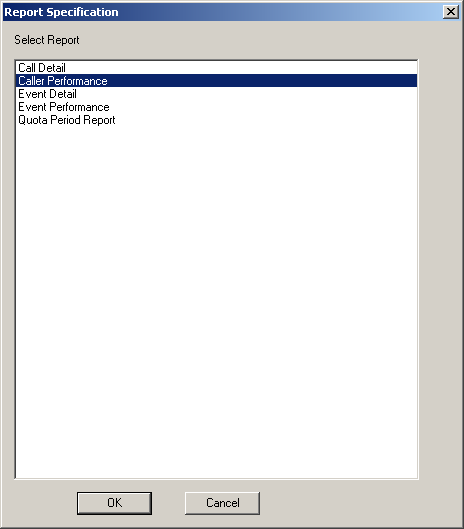 Report Specification
Select Report
Call Detail
Caller Performance
Event Detail
Event Performance
Quota Period Report
OK
Cancel